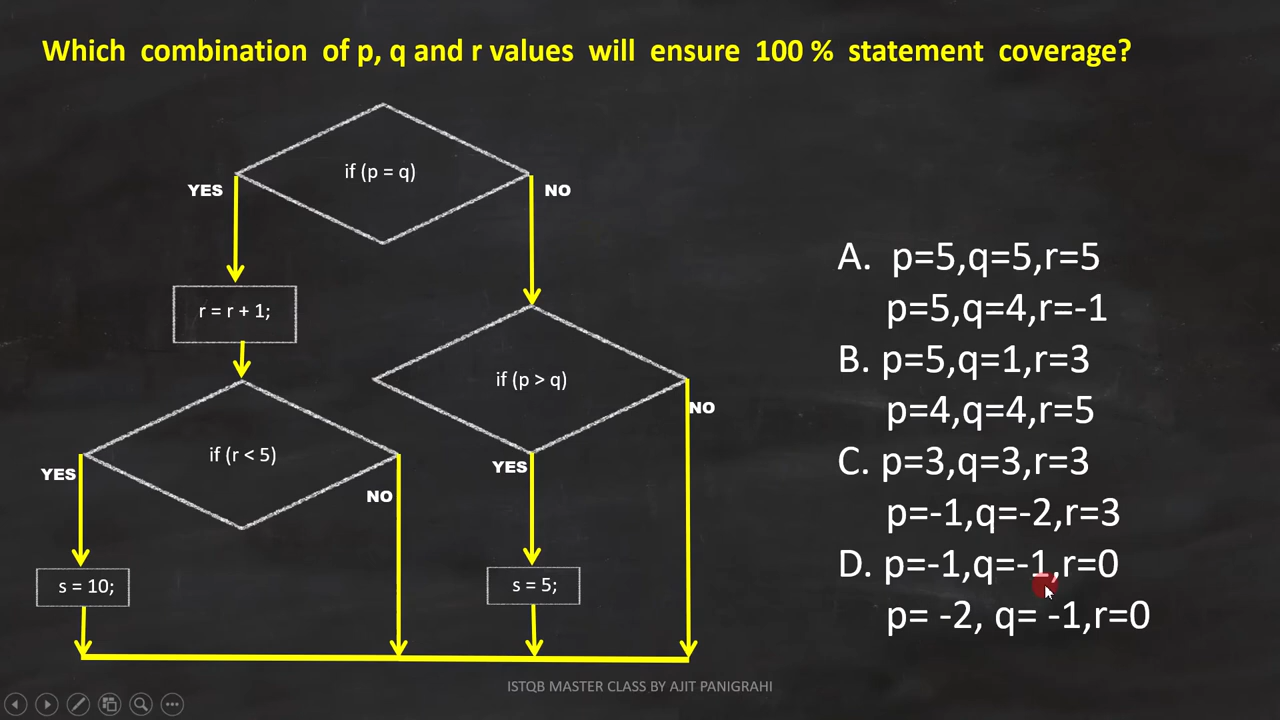 Which combination of p, q and r values will ensure 100 % statement coverage?
if (p = q)
YES
NO
r = r + 1;
if (p > q)
NO
if (r < 5)
YES
NO
YES
s = 10;
s = 5;
A. p=5,q=5,r=5
p=5,q=4,r=-1
B. p=5,q=1,r=3
p=4,q=4,r=5
C. p=3,q=3,r=3
p=-1,q=-2,r=3
D. p=-1,q=-1,r=0
p= -2, q= -1,r=0
ISTQB MASTER CLASS BY AJIT PANIGRAHI